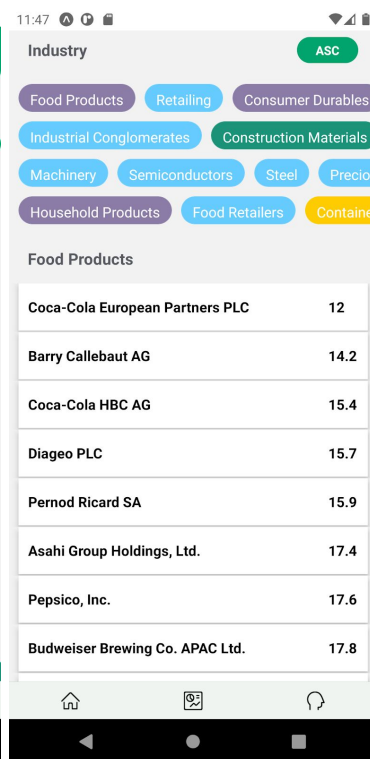 11:47
Industry ASC
Food Products Retailing Consumer Durables
Industrial Conglomerates Construction Materials
Machinery Semiconductors Steel Precio
Household Products Food Retailers Containe
Food Products
Coca-Cola European Partners PLC 12
Barry Callebaut AG 14.2
Coca-Cola HBC AG 15.4
Diageo PLC 15.7
Pernod Ricard SA 15.9
Asahi Group Holdings, Ltd. 17.4
Pepsico, Inc. 17.6
Budweiser Brewing Co. APAC Ltd. 17.8